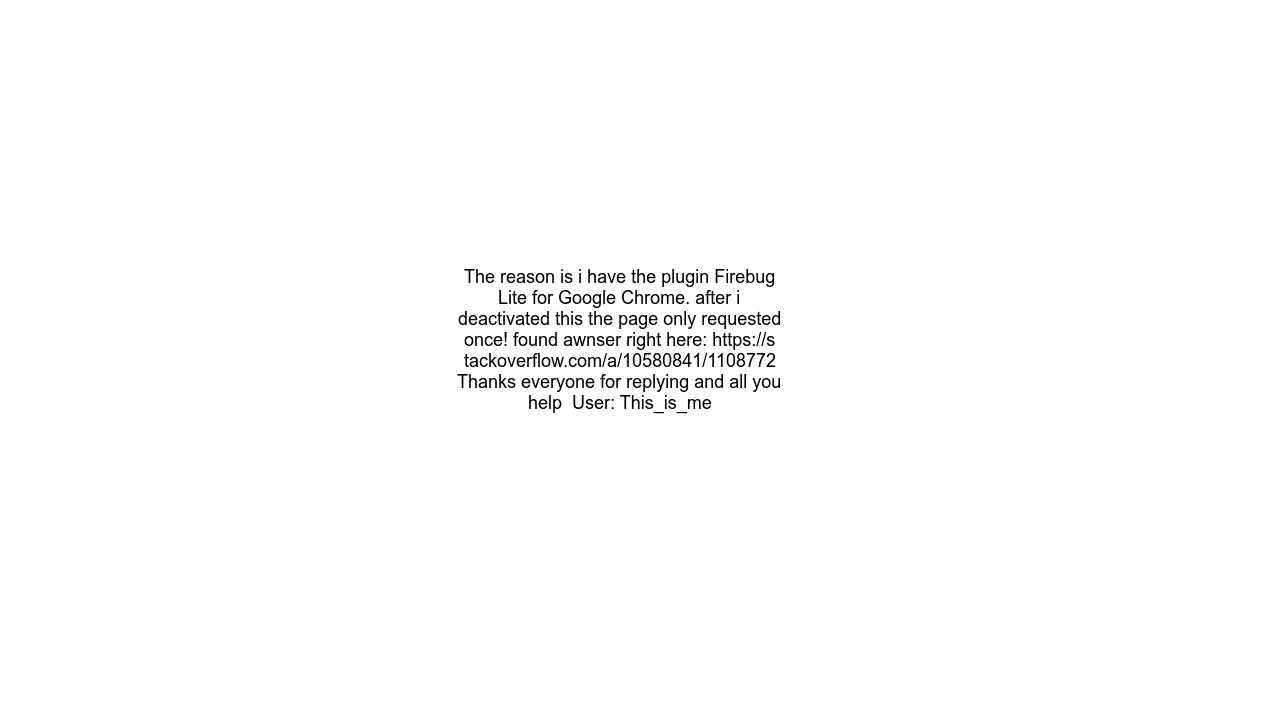 The reason is i have the plugin Firebug
Lite for Google Chrome. after i
deactivated this the page only requested
once! found awnser right here: https://s
tackoverflow.com/a/10580841/1108772
Thanks everyone for replying and all you
help  User: This_is_me